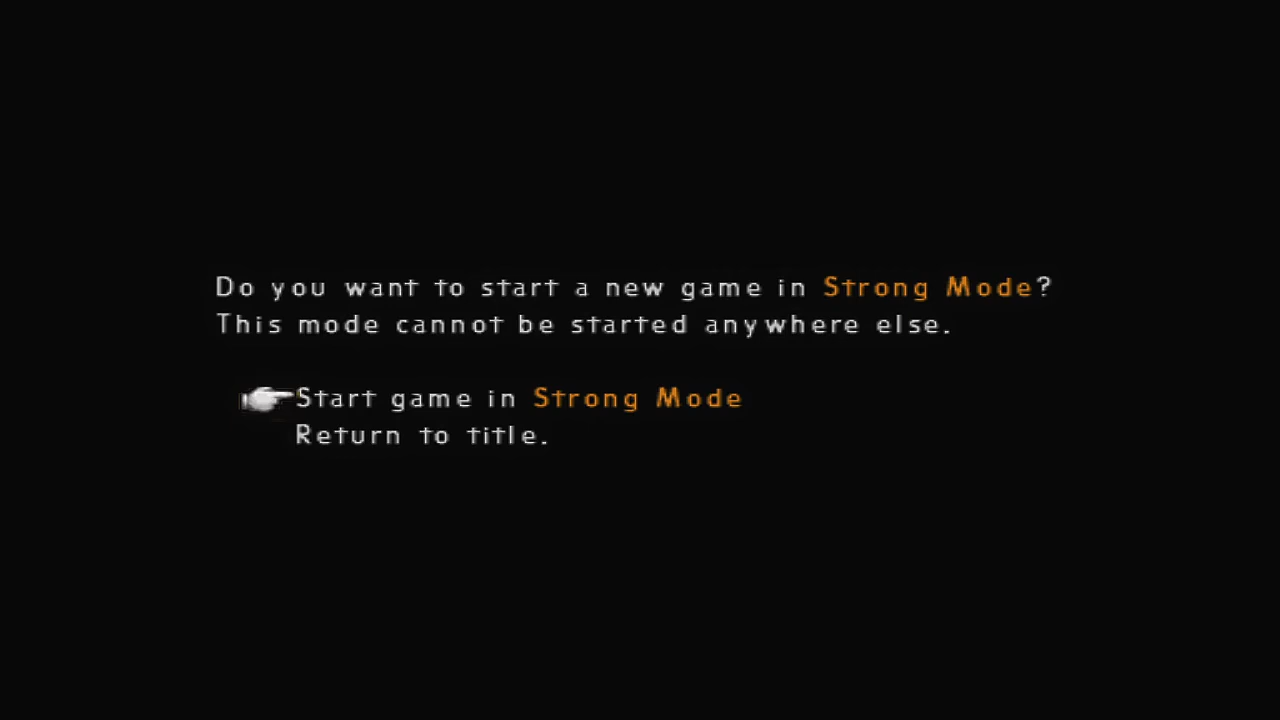 Do you want to start a new game in Strong Mode?
This mode cannot be started anywhere else.
Start game in Strong Mode
Return to title.